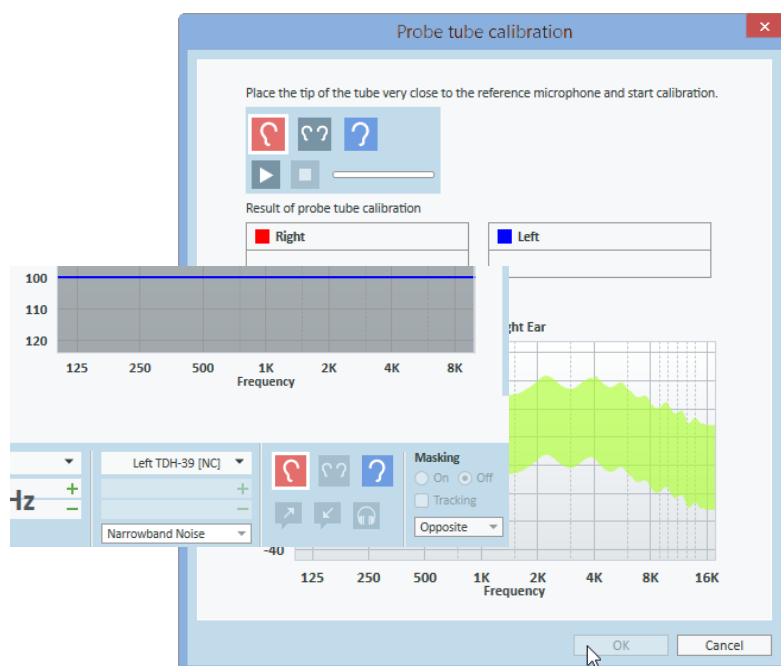 Probe tube calibration
Place the tip of the tube very close to the reference microphone and start calibration.
Result of probe tube calibration
Right
Left
100
110
120
125 250 500 1K 2K 4K 8K
Frequency
Left TDH-39 [NC]
Hz
Narrowband Noise
Masking
On Off
Tracking
Opposite
Ear
-40
125 250 500 1K 2K 4K 8K 16K
Frequency
OK Cancel